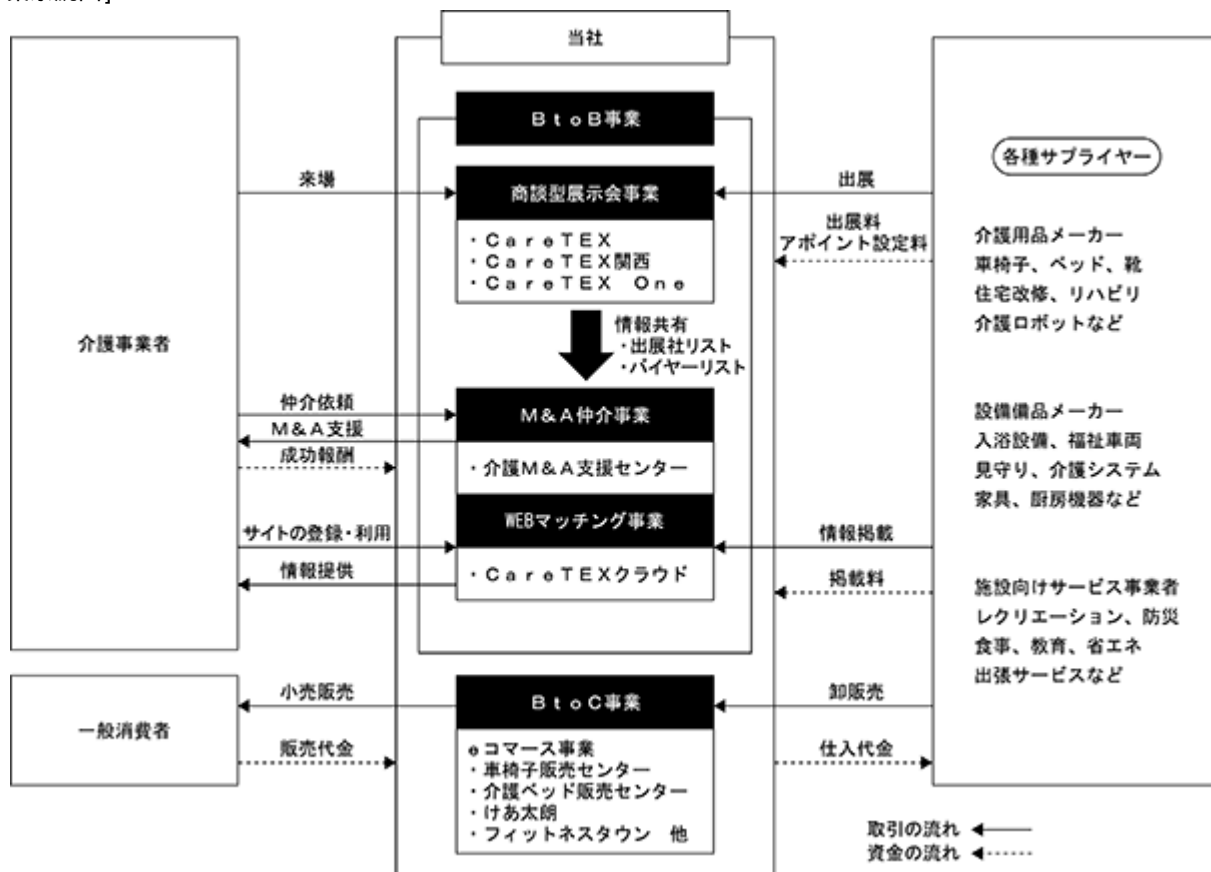 当社
BtoB事業
各種サプライヤー
来場
商談型展示会事業
出展
・CareTEX
・CareTEX関西
・CareTEX One
出展料
アポイント設定料
介護用品メーカー
車椅子、ベッド、靴
住宅改修、リハビリ
介護ロボットなど
介護事業者
情報共有
・出展社リスト
・バイヤーリスト
仲介依頼
M&A支援
成功報酬
M&A仲介事業
・介護M&A支援センター
設備備品メーカー
入浴設備、福祉車両
見守り、介護システム
家具、厨房機器など
サイトの登録・利用
WEBマッチング事業
情報掲載
情報提供
・CareTEXクラウド
掲載料
施設向けサービス事業者
レクリエーション、防災
食事、教育、省エネ
出張サービスなど
小売販売
BtoC事業
卸販売
一般消費者
販売代金
eコマース事業
・車椅子販売センター
・介護ベッド販売センター
・けあ太朗
・フィットネスタウン 他
仕入代金
取引の流れ
資金の流れ